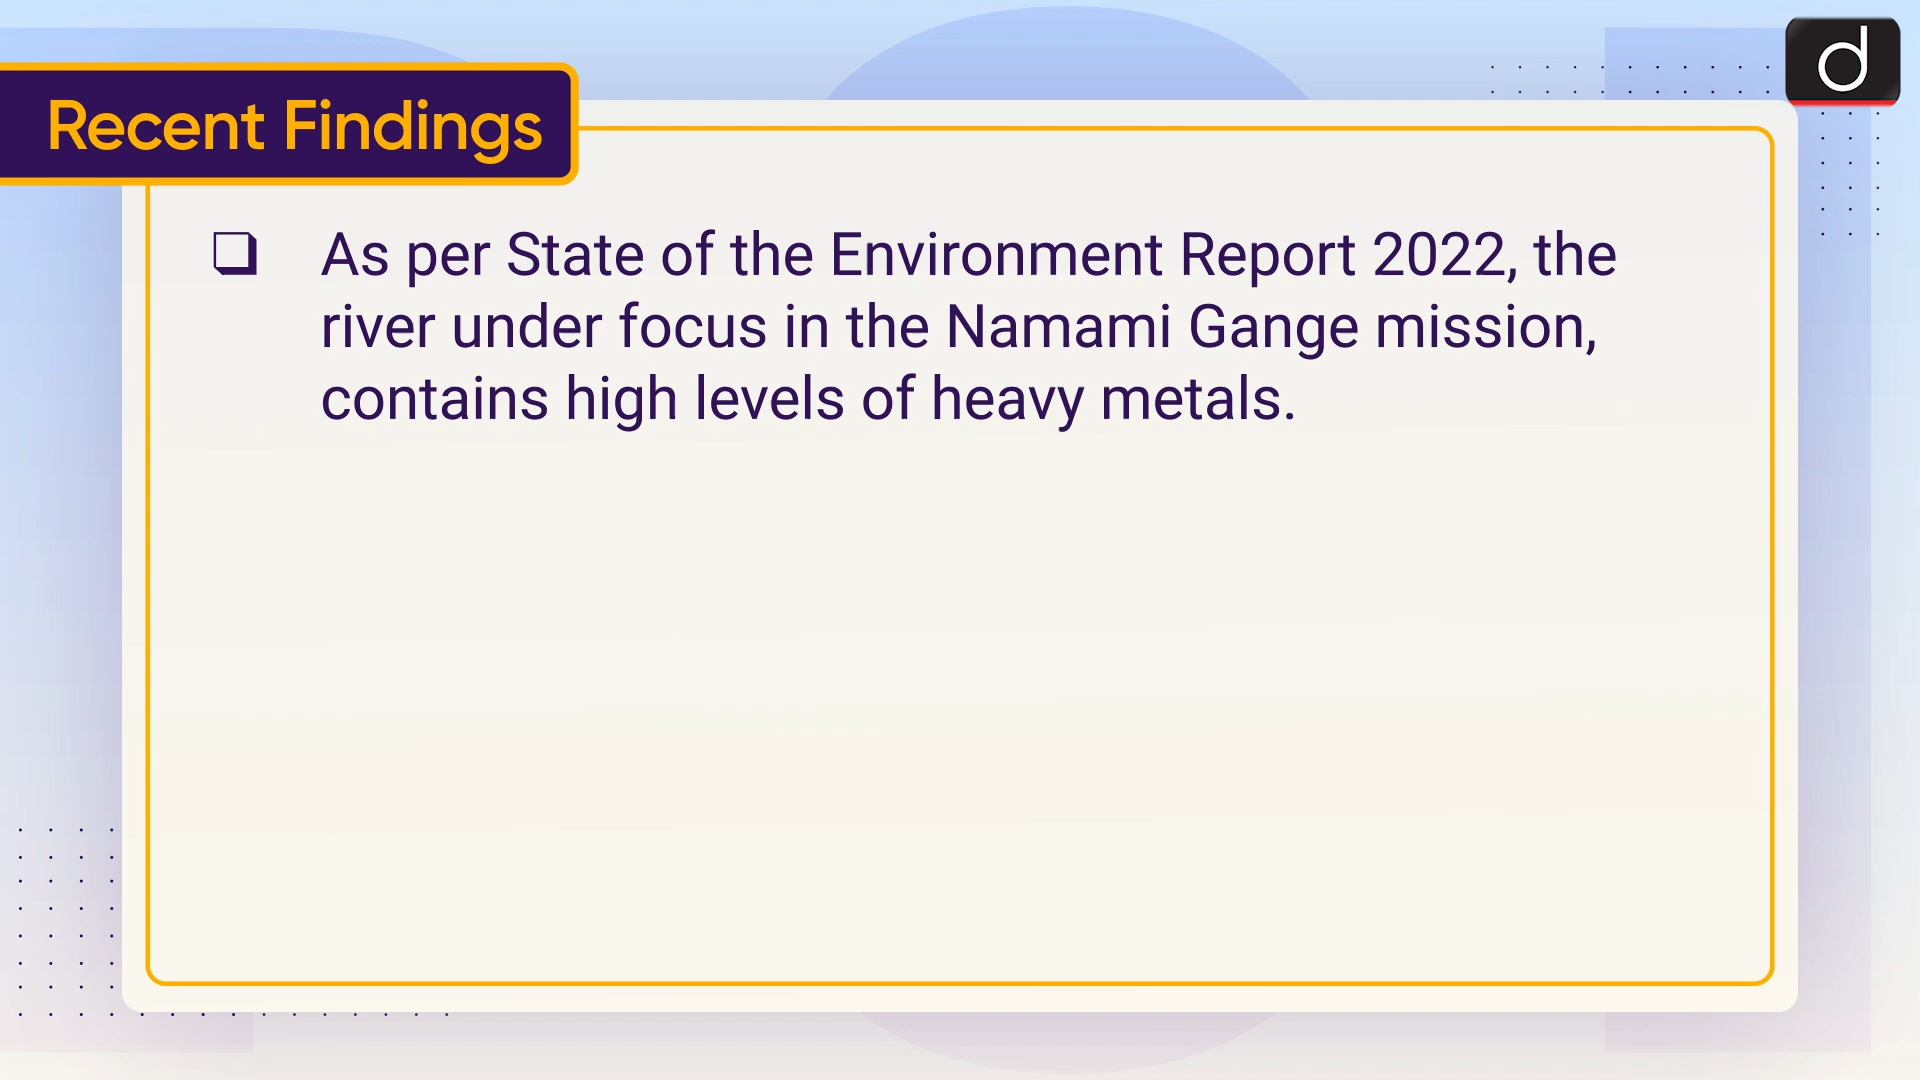 Recent Findings
❑ As per State of the Environment Report 2022, the
river under focus in the Namami Gange mission,
contains high levels of heavy metals.